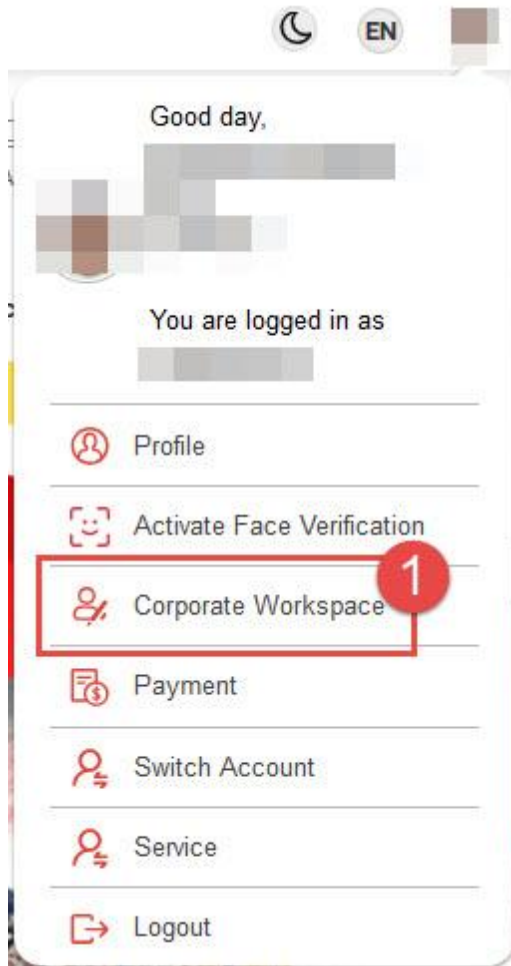 EN
Good day,
You are logged in as
Profile
Activate Face Verification
1
Corporate Workspace
Payment
Switch Account
Service
Logout